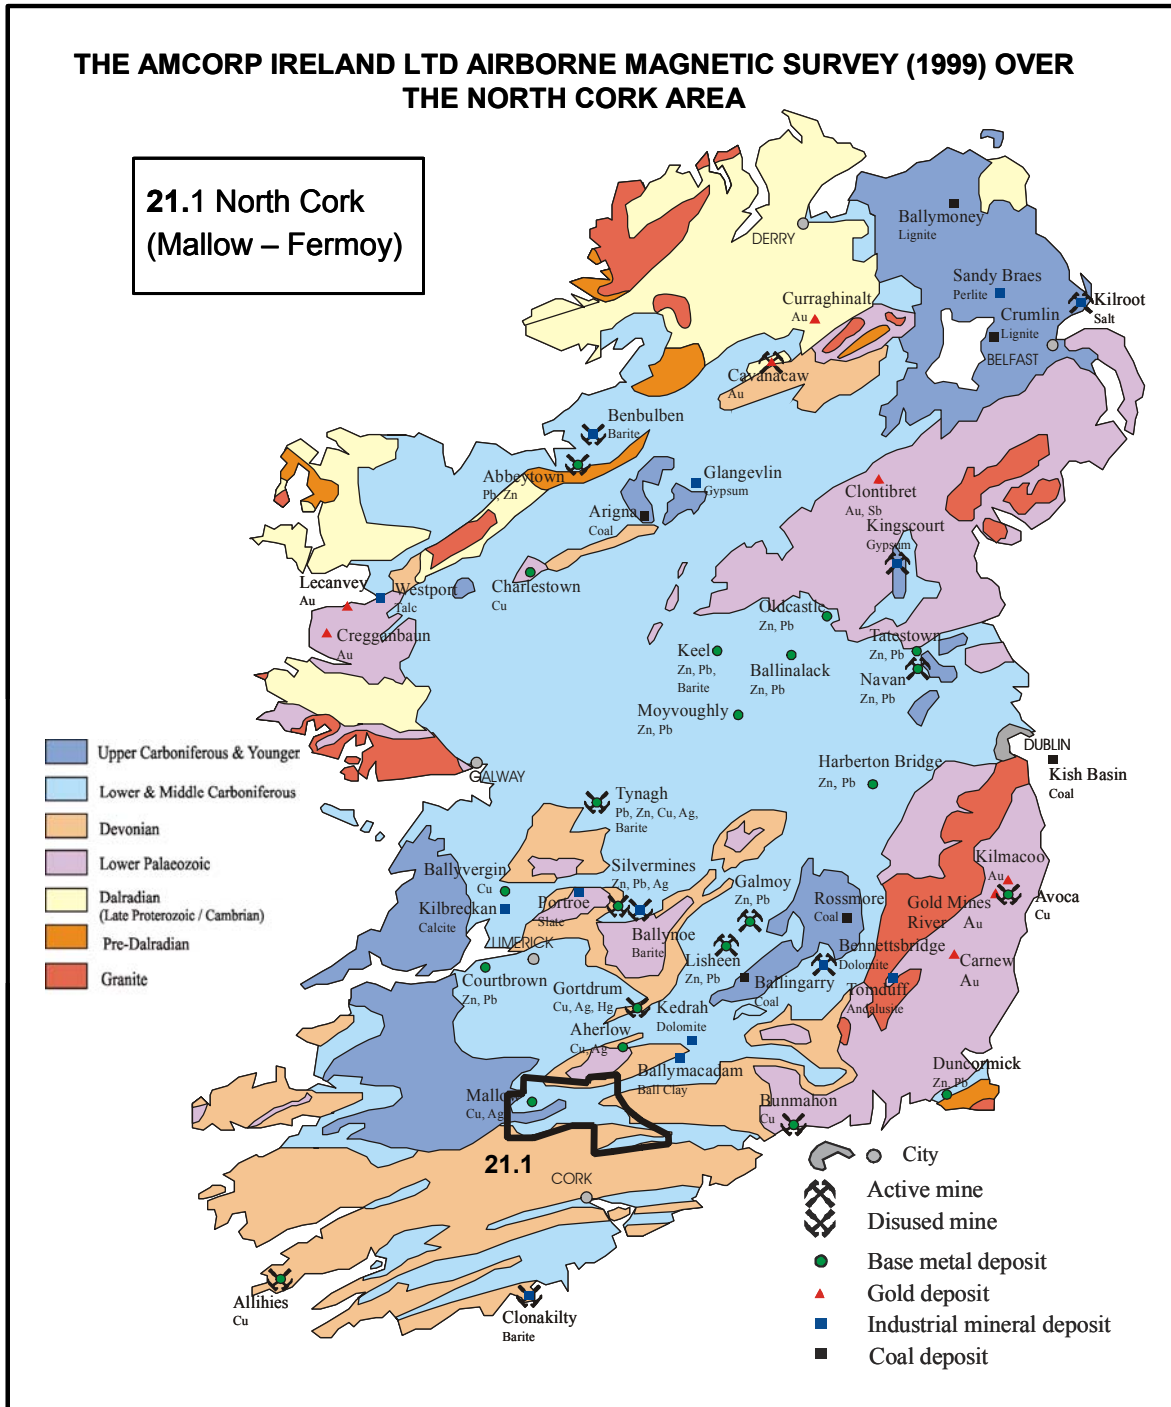 THE AMCORP IRELAND LTD AIRBORNE MAGNETIC SURVEY (1999) OVER
THE NORTH CORK AREA
21.1 North Cork
(Mallow – Fermoy)
DERRY
Ballymoney
Lignite
Sandy Braes
Perlite
Kilroot
Salt
Crumlin
Lignite
BELFAST
Curraghinalt
Au
Cavanacaw
Au
Benbulben
Barite
Abbeytown
Pb, Zn
Glangevlin
Gypsum
Arigna
Coal
Clontibret
Au, Sb
Kingscourt
Gypsum
Lecanvey
Au
Westport
Talc
Charlestown
Cu
Cregganbaun
Au
Oldcastle
Zn, Pb
Tatestown
Zn, Pb
Keel
Zn, Pb,
Barite
Ballinalack
Zn, Pb
Navan
Zn, Pb
Moyvoughly
Zn, Pb
DUBLIN
Kish Basin
Coal
GALWAY
Harberton Bridge
Zn, Pb
Upper Carboniferous & Younger
Lower & Middle Carboniferous
Devonian
Lower Palaeozoic
Dalradian
(Late Proterozoic / Cambrian)
Pre-Dalradian
Granite
Tynagh
Pb, Zn, Cu, Ag,
Barite
Ballyvergin
Cu
Silvermines
Zn, Pb, Ag
Galmoy
Zn, Pb
Rossmore
Coal
Kilmacoo
Au
Avoca
Cu
Gold Mines
River
Au
Kilbreckan
Calcite
Portroe
Slate
Ballynoe
Barite
LIMERICK
Lisheen
Zn, Pb
Bennettsbridge
Dolomite
Carnew
Au
Courtbrown
Zn, Pb
Gortdrum
Cu, Ag, Hg
Ballingarry
Coal
Tomduff
Andalusite
Kedrah
Dolomite
Aherlow
Cu, Ag
Ballymacadam
Ball Clay
Duncormick
Zn, Pb
Mallow
Cu, Ag
Bunmahon
Cu
21.1
CORK
Allihies
Cu
Clonakilty
Barite
City
Active mine
Disused mine
Base metal deposit
Gold deposit
Industrial mineral deposit
Coal deposit